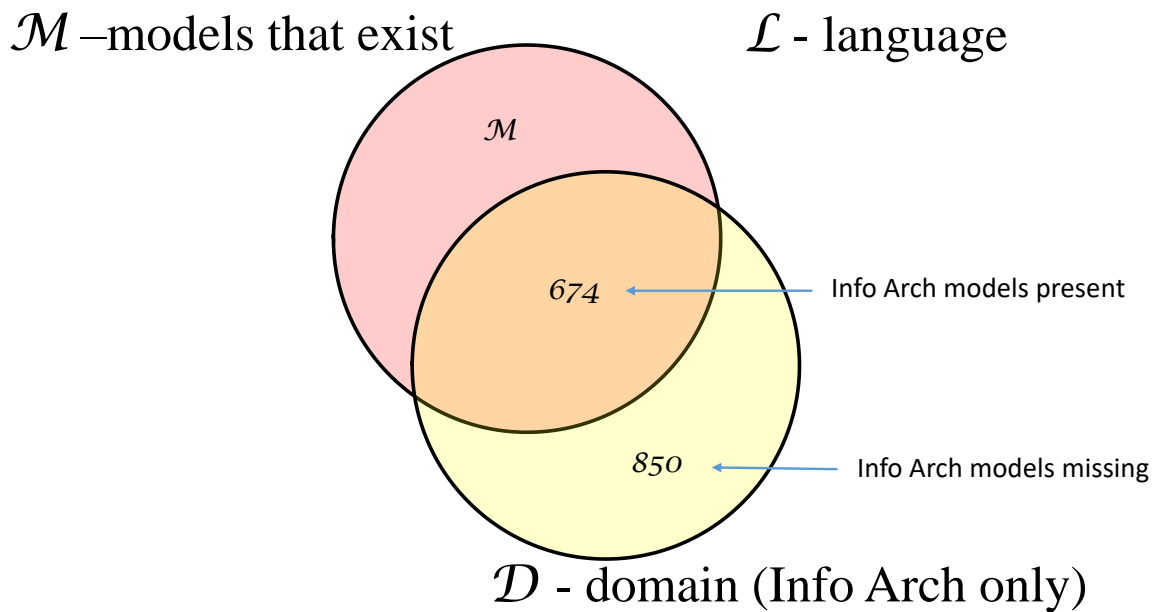 ℳ –models that exist
ℒ - language
ℳ
674
Info Arch models present
850
Info Arch models missing
𝒟 - domain (Info Arch only)